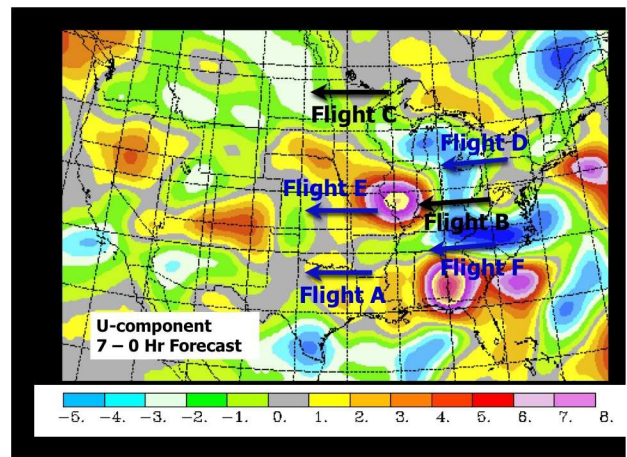 Flight C
Flight D
Flight E
Flight B
Flight F
Flight A
U-component
7 – 0 Hr Forecast
-5. -4. -3. -2. -1. 0. 1. 2. 3. 4. 5. 6. 7. 8.